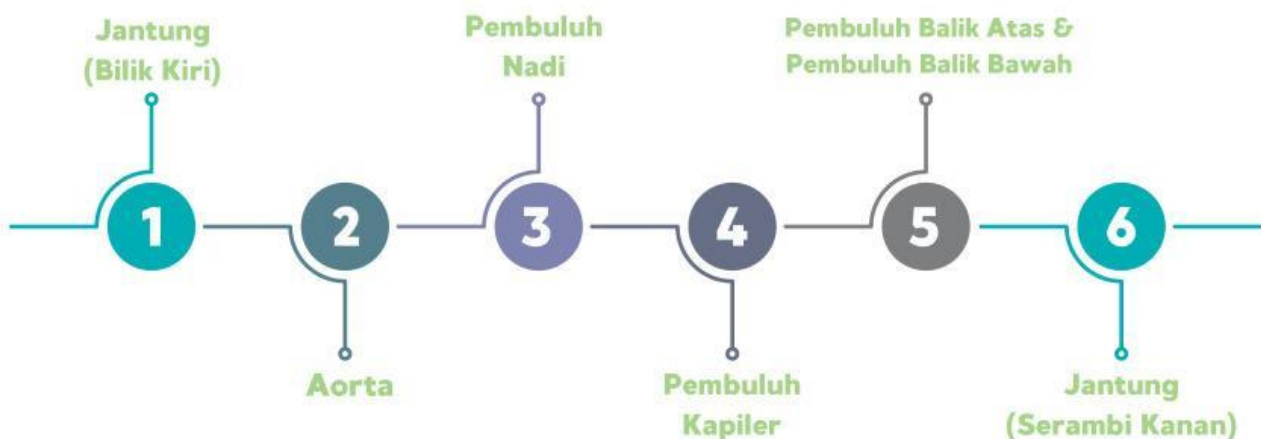 Jantung
(Bilik Kiri)
1
2
Aorta
Pembuluh
Nadi
3
4
Pembuluh
Kapiler
Pembuluh Balik Atas &
Pembuluh Balik Bawah
5
6
Jantung
(Serambi Kanan)